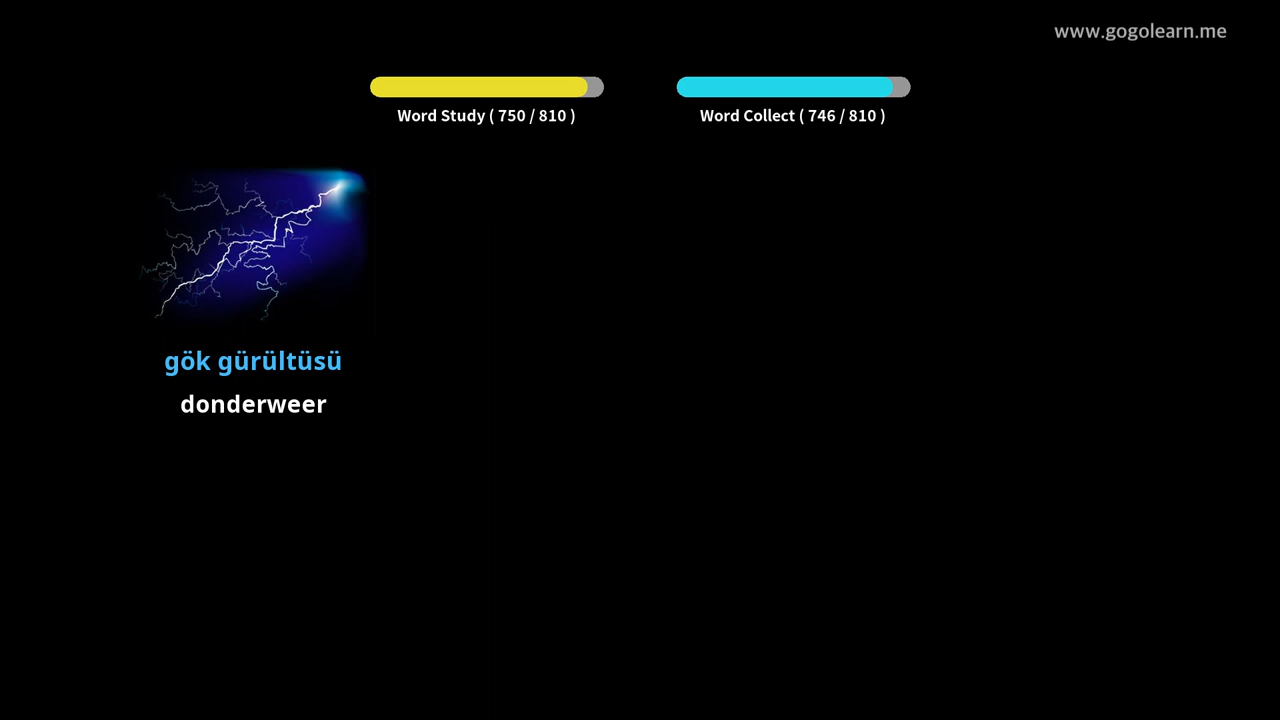 www.gogolearn.me
Word Study ( 750 / 810 )
Word Collect ( 746 / 810 )
gök gürültüsü
donderweer